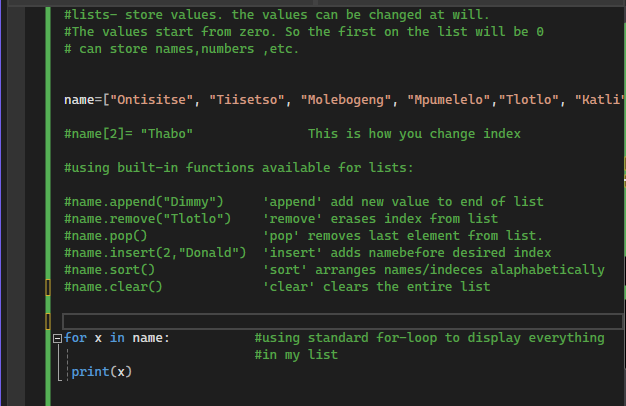 #lists- store values. the values can be changed at will.
#The values start from zero. So the first on the list will be 0
# can store names,numbers ,etc.
name=["Ontisitse", "Tiisetso", "Molebogeng", "Mpumelelo","Tlotlo", "Katli"
#name[2]= "Thabo" This is how you change index
#using built-in functions available for lists:
#name.append("Dimmy") 'append' add new value to end of list
#name.remove("Tlotlo") 'remove' erases index from list
#name.pop() 'pop' removes last element from list.
#name.insert(2,"Donald") 'insert' adds namebefore desired index
#name.sort() 'sort' arranges names/indeces alaphabetically
#name.clear() 'clear' clears the entire list
for x in name: #using standard for-loop to display everything
#in my list
print(x)